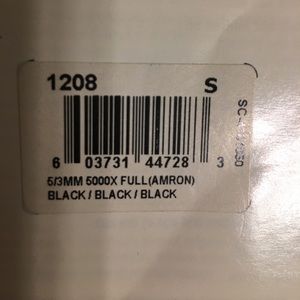 1208 S
6 03731 44728 3
5/3MM 5000X FULL(AMRON)
BLACK / BLACK / BLACK